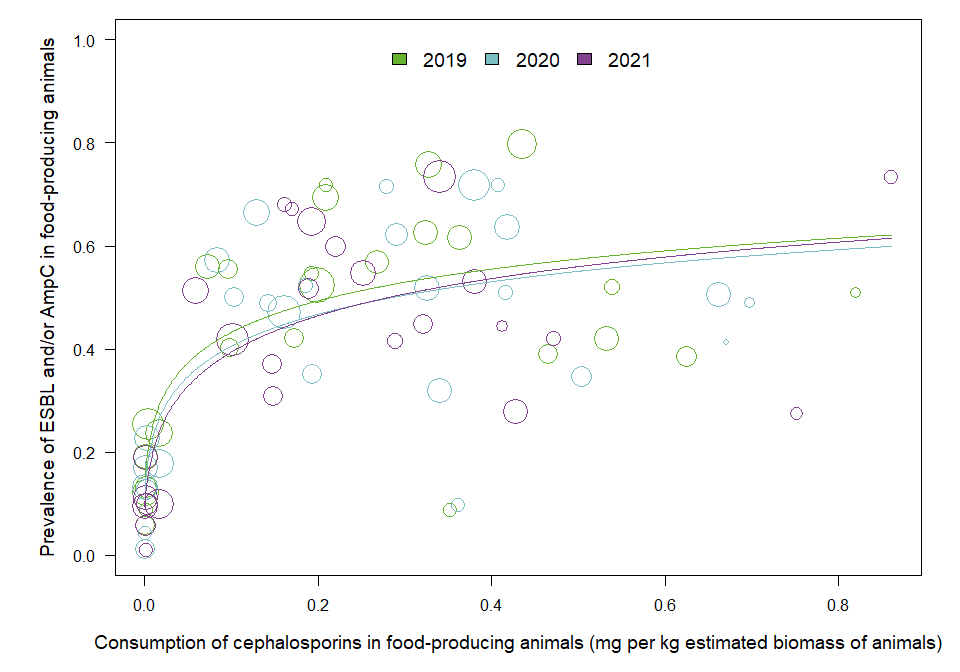 Prevalence of ESBL and/or AmpC in food-producing animals
1.0
0.8
0.6
0.4
0.2
0.0
2019 2020 2021
0.0 0.2 0.4 0.6 0.8
Consumption of cephalosporins in food-producing animals (mg per kg estimated biomass of animals)